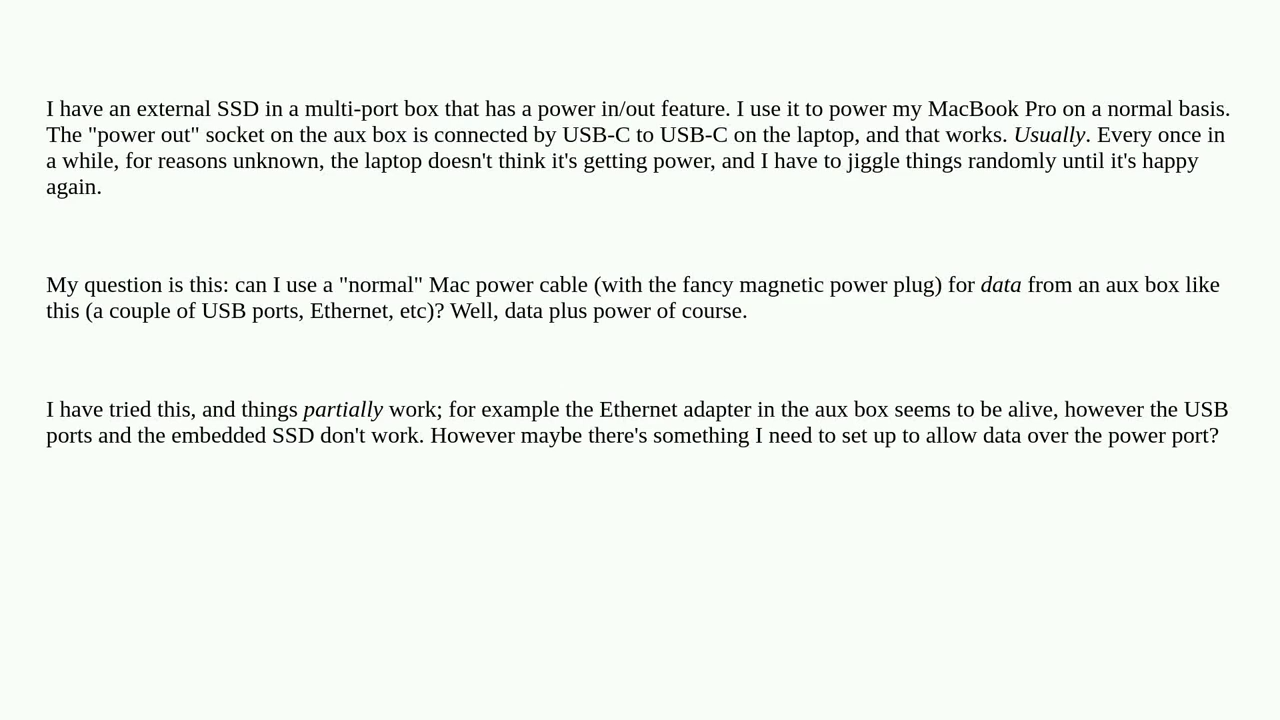 I have an external SSD in a multi-port box that has a power in/out feature. I use it to power my MacBook Pro on a normal basis.
The "power out" socket on the aux box is connected by USB-C to USB-C on the laptop, and that works. Usually. Every once in
a while, for reasons unknown, the laptop doesn't think it's getting power, and I have to jiggle things randomly until it's happy
again.
My question is this: can I use a "normal" Mac power cable (with the fancy magnetic power plug) for data from an aux box like
this (a couple of USB ports, Ethernet, etc)? Well, data plus power of course.
I have tried this, and things partially work; for example the Ethernet adapter in the aux box seems to be alive, however the USB
ports and the embedded SSD don't work. However maybe there's something I need to set up to allow data over the power port?